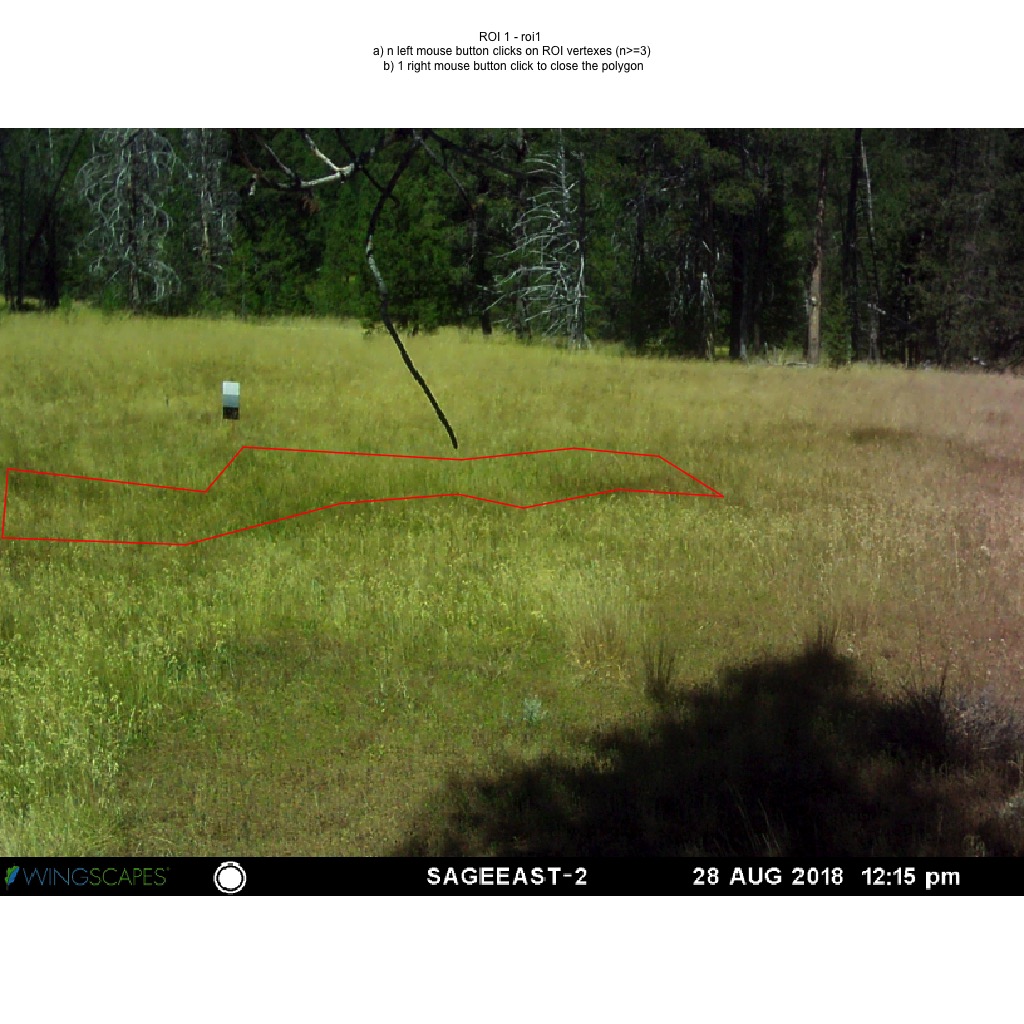 ROI 1 - roi1
a) n left mouse button clicks on ROI vertexes (n>=3)
b) 1 right mouse button click to close the polygon
WINGSCAPES SAGEEAST-2 28 AUG 2018 12:15 pm